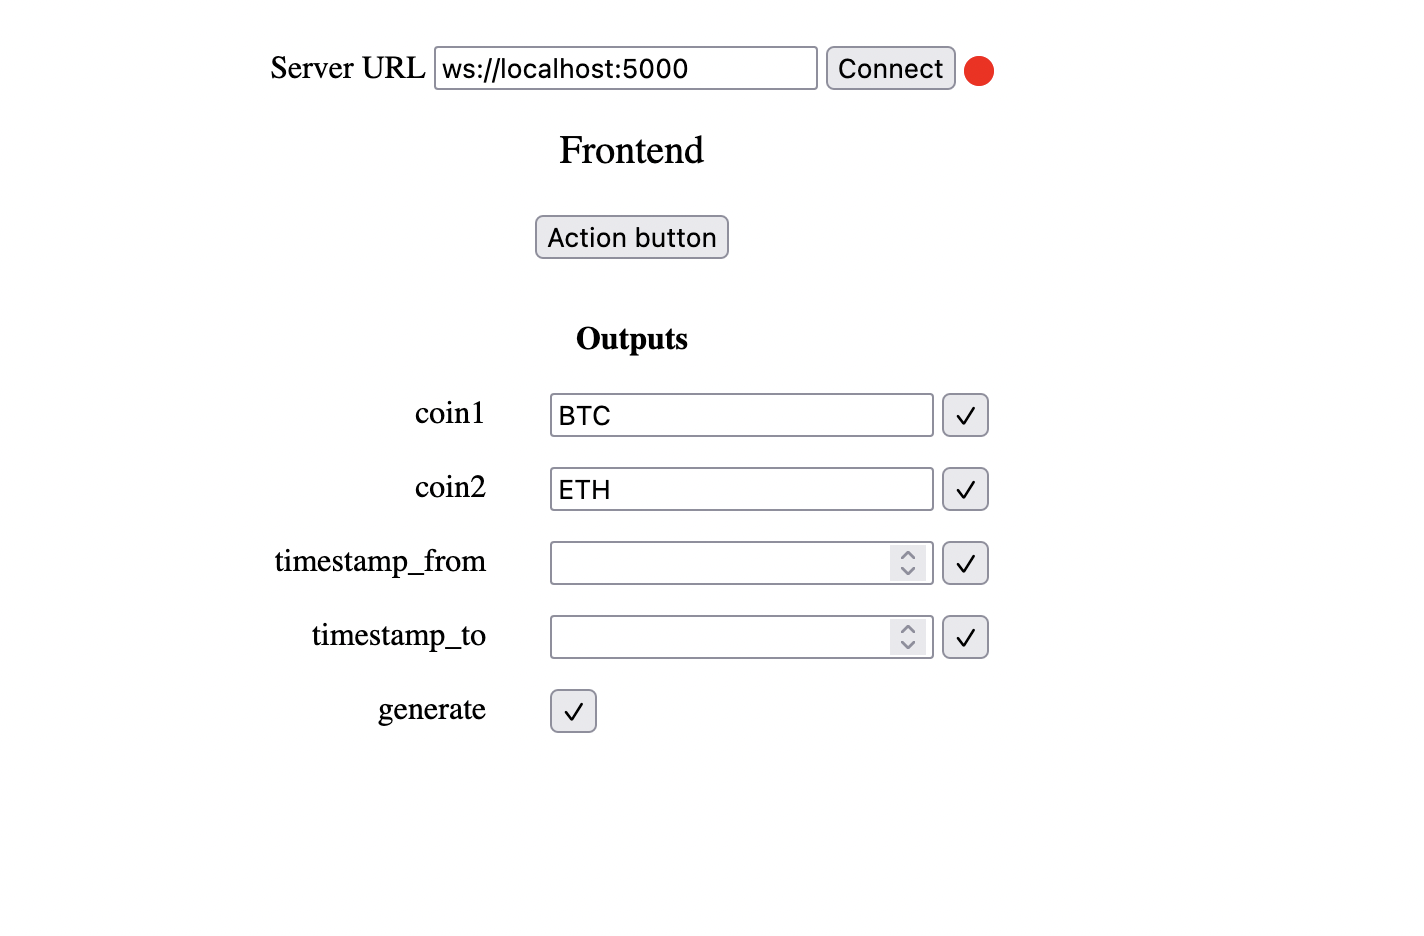 Server URL ws://localhost:5000 Connect
Frontend
Action button
Outputs
coin1 BTC ✓
coin2 ETH ✓
timestamp_from ✓
timestamp_to ✓
generate ✓